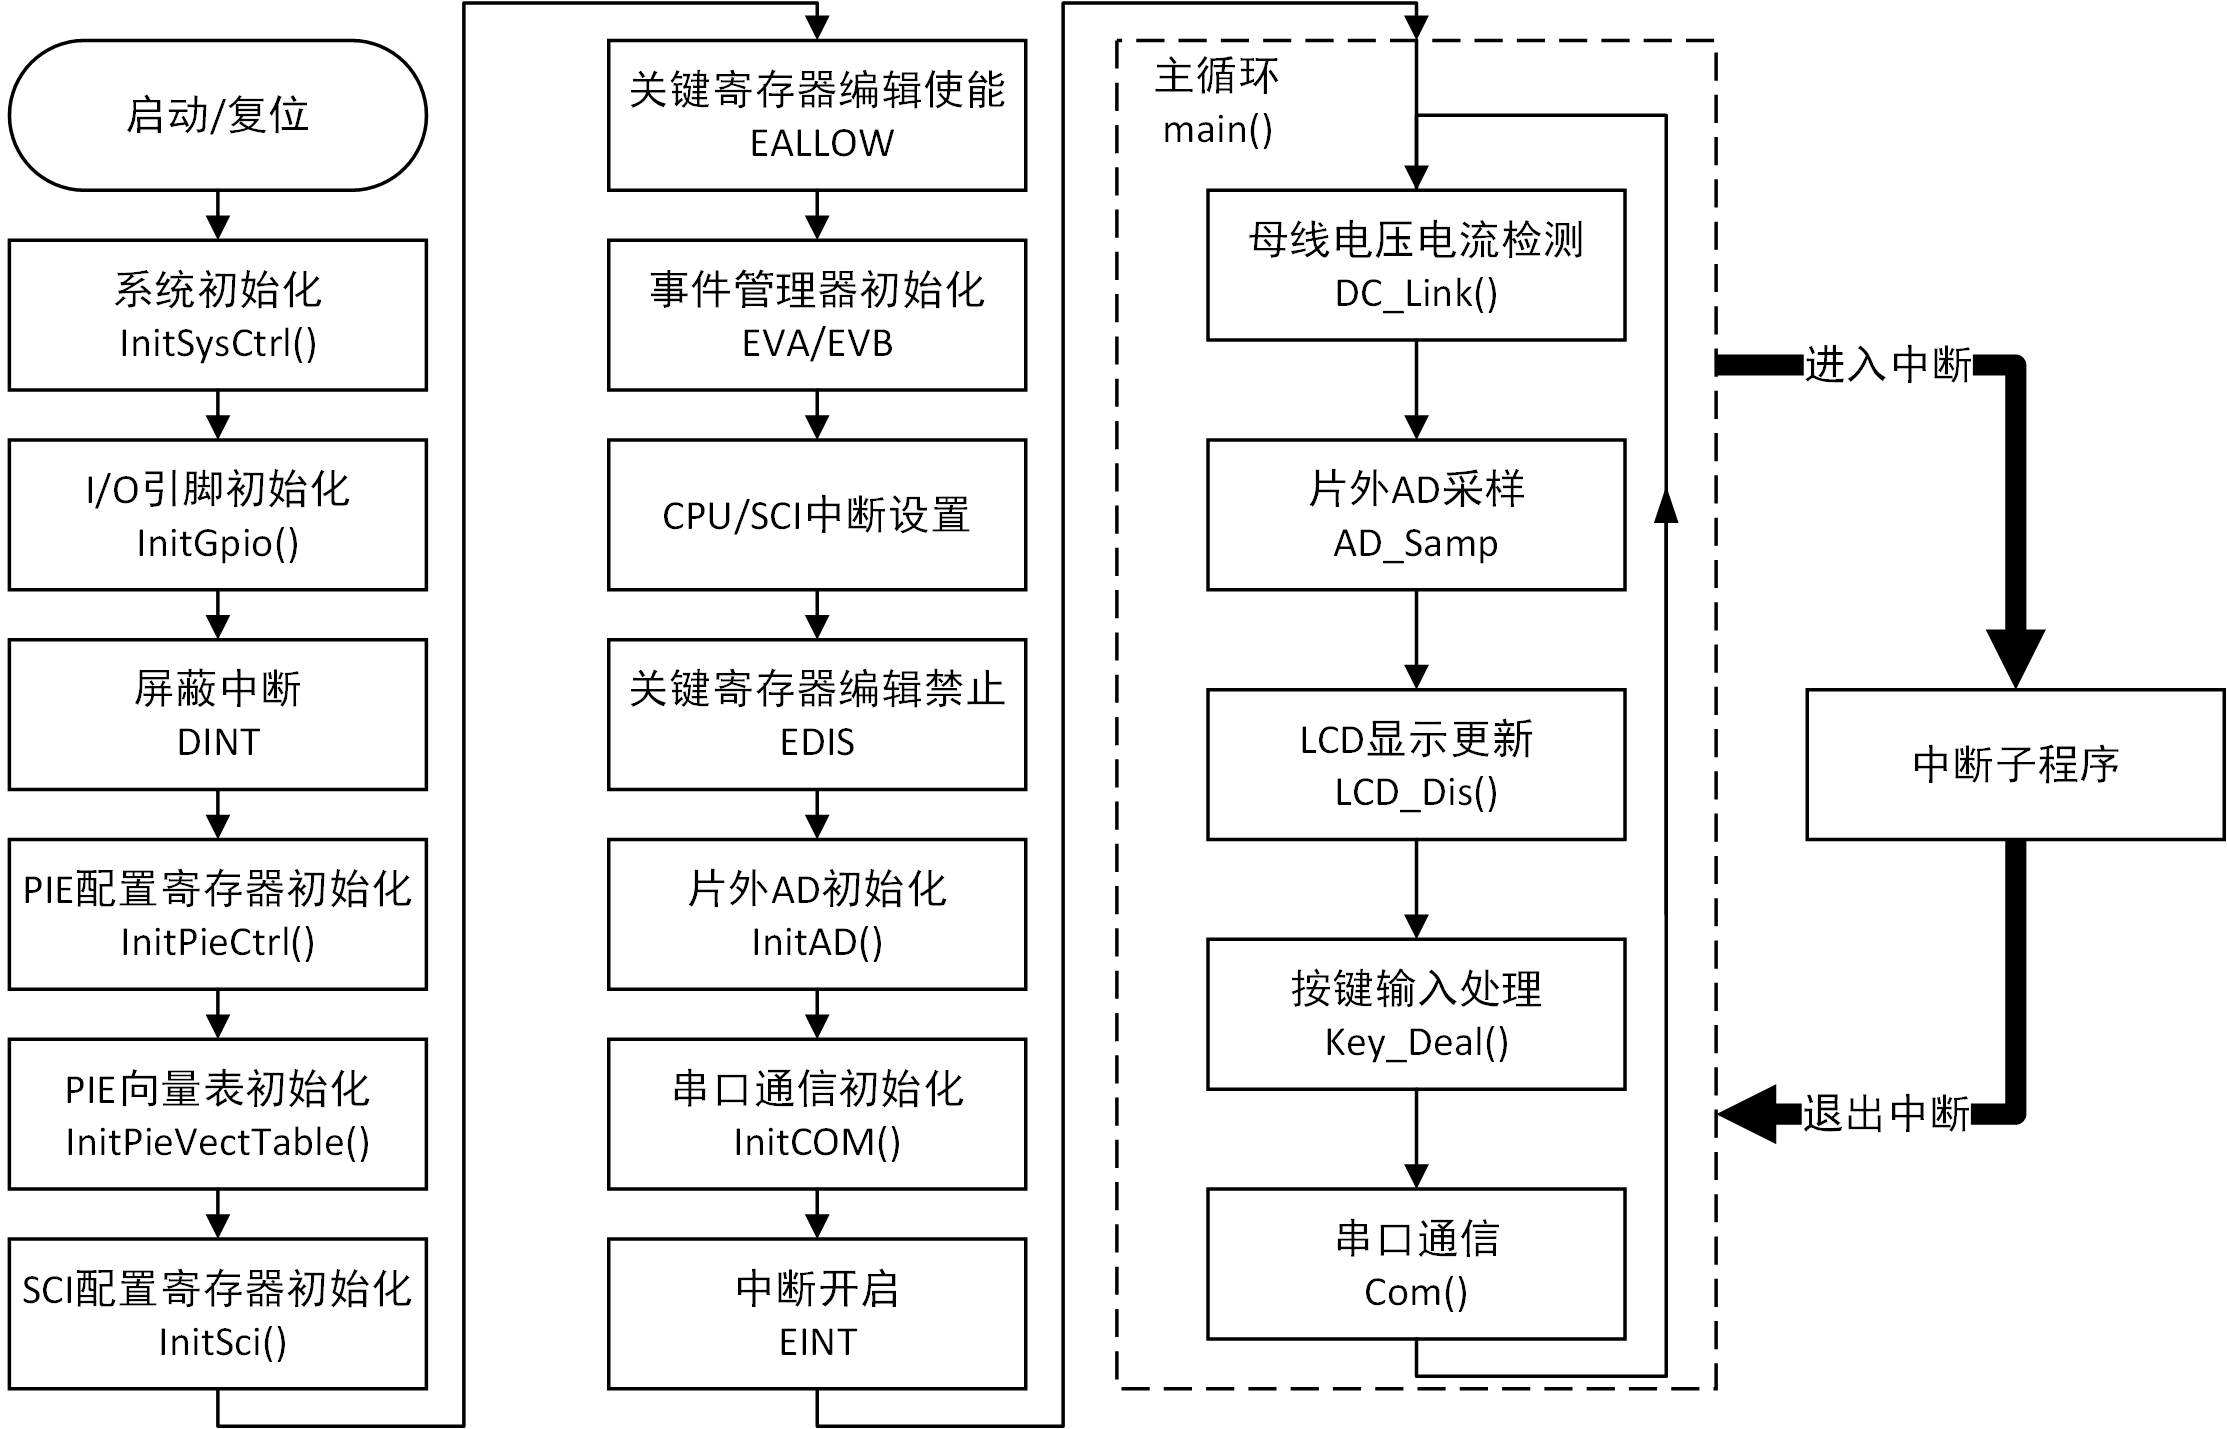 启动/复位
系统初始化
InitSysCtrl()
I/O引脚初始化
InitGpio()
屏蔽中断
DINT
PIE配置寄存器初始化
InitPieCtrl()
PIE向量表初始化
InitPieVectTable()
SCI配置寄存器初始化
InitSci()
关键寄存器编辑使能
EALLOW
事件管理器初始化
EVA/EVB
CPU/SCI中断设置
关键寄存器编辑禁止
EDIS
片外AD初始化
InitAD()
串口通信初始化
InitCOM()
中断开启
EINT
主循环
main()
母线电压电流检测
DC_Link()
片外AD采样
AD_Samp
LCD显示更新
LCD_Dis()
按键输入处理
Key_Deal()
串口通信
Com()
进入中断
中断子程序
退出中断